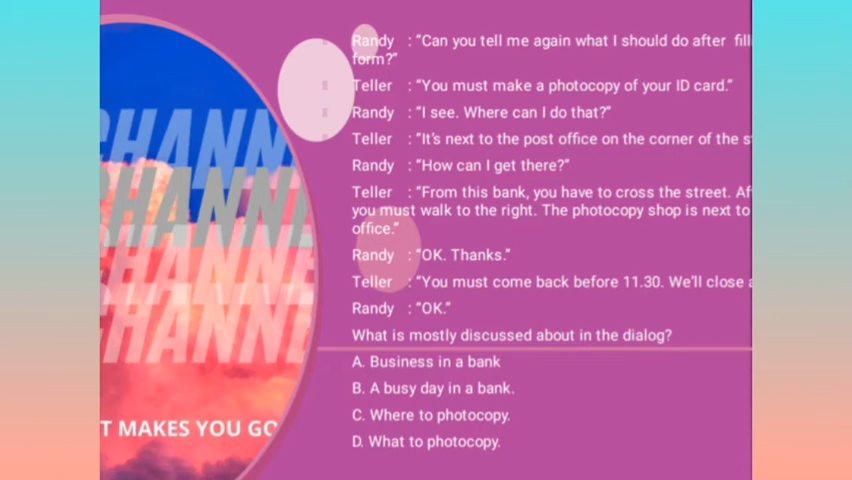 CHANN
CHANNE
CHANNE
CHANNE
T MAKES YOU GO
Randy : “Can you tell me again what I should do after
form?”
Teller : “You must make a photocopy of your ID card.”
Randy : “I see. Where can I do that?”
Teller : “It’s next to the post office on the corner of the
Randy : “How can I get there?”
Teller : “From this bank, you have to cross the street.
you must walk to the right. The photocopy shop is next to
office.”
Randy : “OK. Thanks.”
Teller : “You must come back before 11.30. We’ll close
Randy : “OK.”
What is mostly discussed about in the dialog?
A. Business in a bank
B. A busy day in a bank.
C. Where to photocopy.
D. What to photocopy.